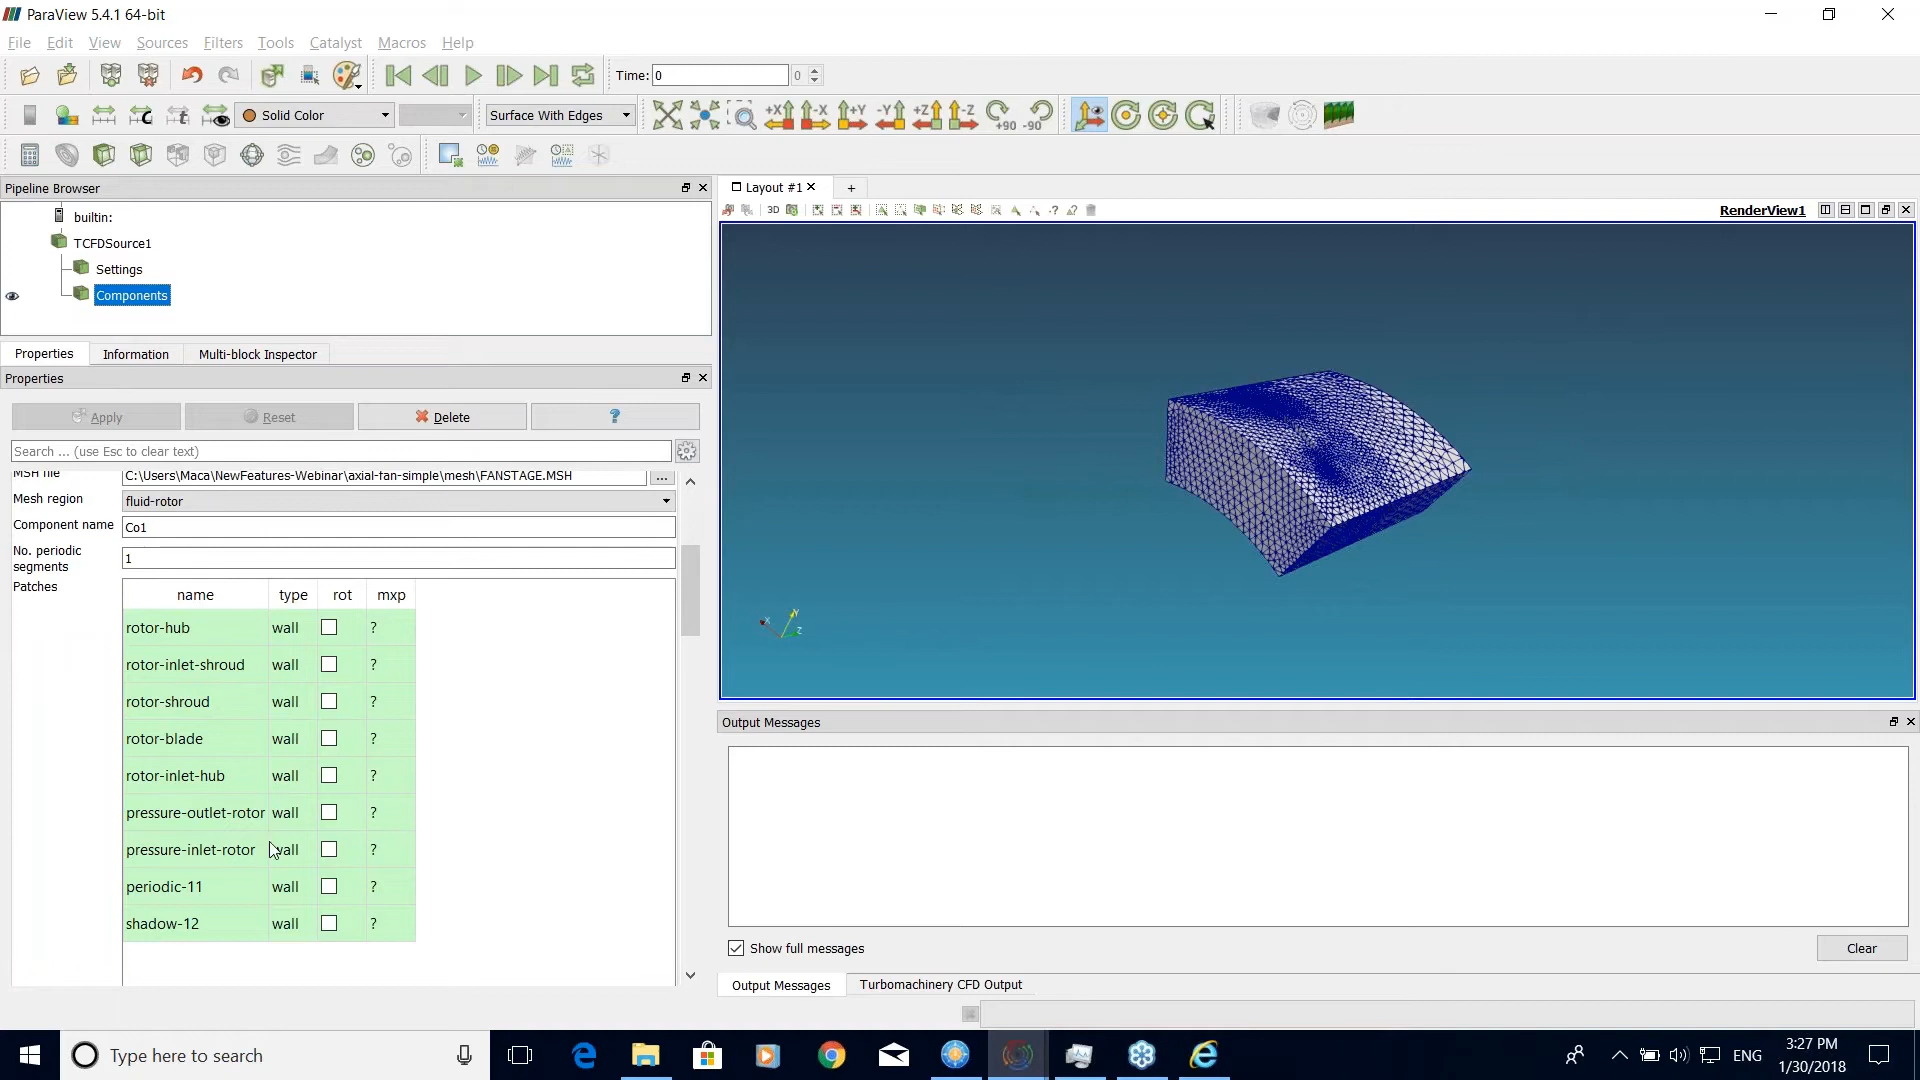 ParaView 5.4.1 64-bit
File Edit View Sources Filters Tools Catalyst Macros Help
Time: 0 0
Solid Color Surface With Edges +X -X +Y -Y +Z -Z +90 -90
Pipeline Browser
builtin:
TCFDSource1
Settings
Components
Properties Information Multi-block Inspector
Properties
Apply Reset Delete ?
Search ... (use Esc to clear text)
MSH file C:\Users\Maca\NewFeatures-Webinar\axial-fan-simple\mesh\FANSTAGE.MSH ...
Mesh region fluid-rotor
Component name Co1
No. periodic segments 1
Patches
name type rot mxp
rotor-hub wall ?
rotor-inlet-shroud wall ?
rotor-shroud wall ?
rotor-blade wall ?
rotor-inlet-hub wall ?
pressure-outlet-rotor wall ?
pressure-inlet-rotor wall ?
periodic-11 wall ?
shadow-12 wall ?
Layout #1 +
3D RenderView1
X Y Z
Output Messages
Show full messages Clear
Output Messages Turbomachinery CFD Output
Type here to search
ENG
3:27 PM
1/30/2018